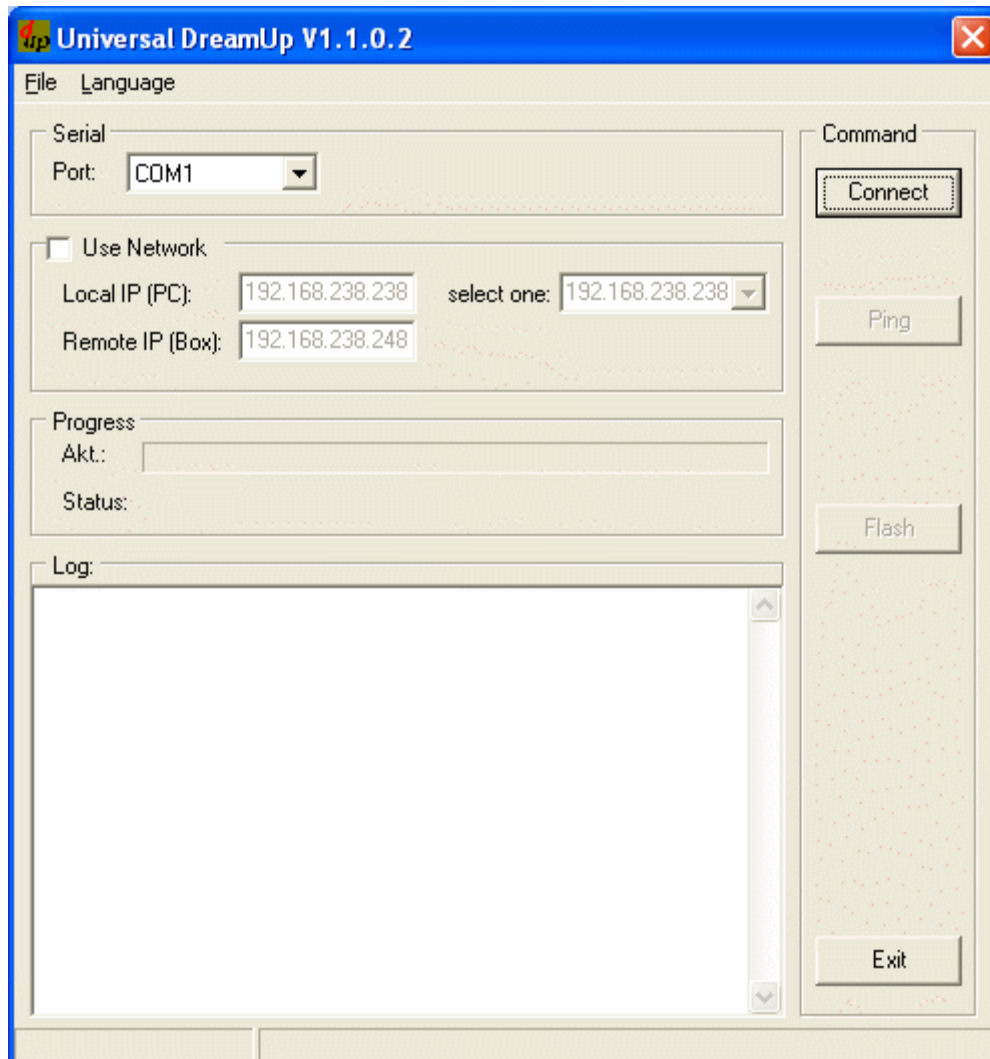 up Universal DreamUp V1.1.0.2
File Language
Serial
Port: COM1
Use Network
Local IP (PC): 192.168.238.238 select one: 192.168.238.238
Remote IP (Box): 192.168.238.248
Progress
Akt.:
Status:
Log:
Command
Connect
Ping
Flash
Exit